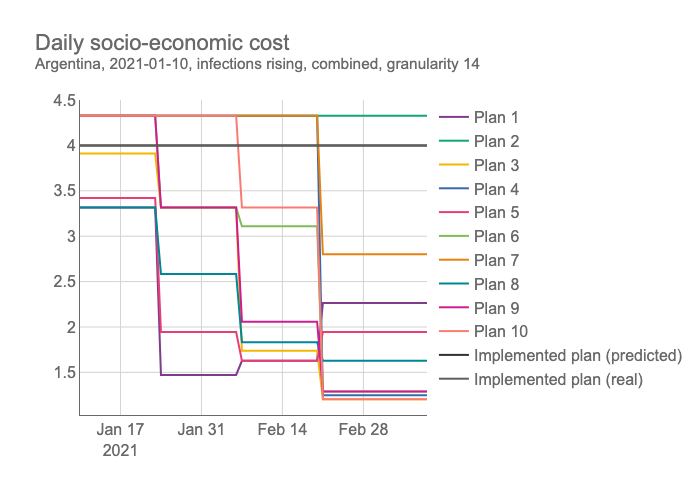 Daily socio-economic cost
Argentina, 2021-01-10, infections rising, combined, granularity 14
4.5
4
3.5
3
2.5
2
1.5
Jan 17
2021
Jan 31
Feb 14
Feb 28
Plan 1
Plan 2
Plan 3
Plan 4
Plan 5
Plan 6
Plan 7
Plan 8
Plan 9
Plan 10
Implemented plan (predicted)
Implemented plan (real)